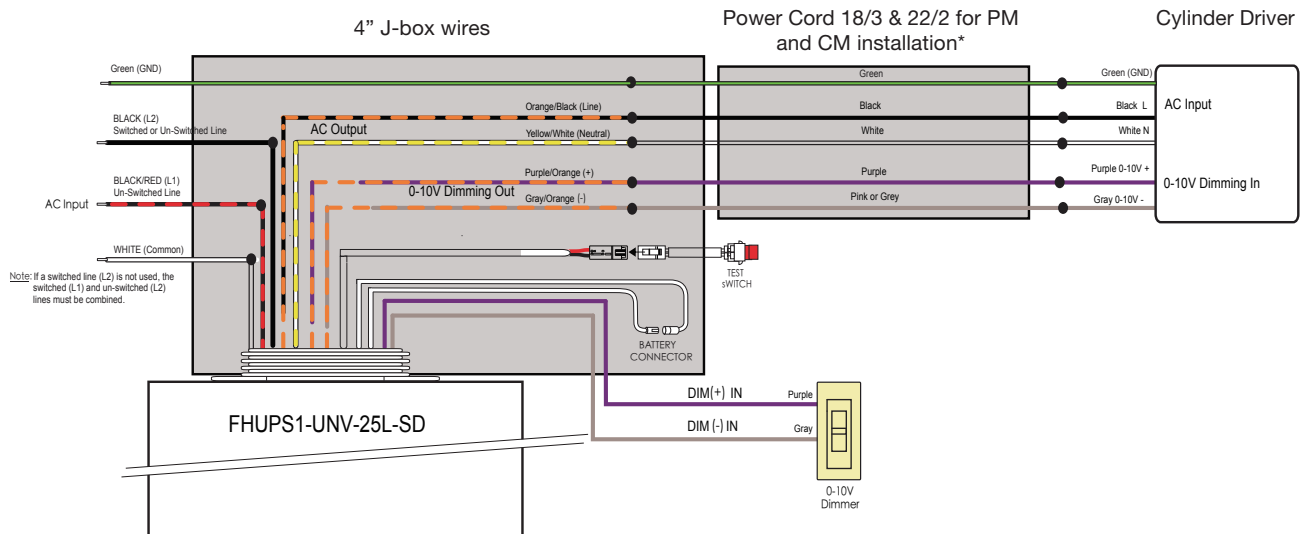 4” J-box wires
Power Cord 18/3 & 22/2 for PM
and CM installation*
Cylinder Driver
Green (GND)
Green
Green (GND)
BLACK (L2)
Switched or Un-Switched Line
Orange/Black (Line)
Black
Black L
AC Input
AC Output
Yellow/White (Neutral)
White
White N
BLACK/RED (L1)
Un-Switched Line
Purple/Orange (+)
Purple
Purple 0-10V +
0-10V Dimming Out
0-10V Dimming In
AC Input
Gray/Orange (-)
Pink or Grey
Gray 0-10V -
WHITE (Common)
Note: If a switched line (L2) is not used, the
switched (L1) and un-switched (L2)
lines must be combined.
TEST
sWITCH
BATTERY
CONNECTOR
DIM(+) IN
Purple
FHUPS1-UNV-25L-SD
DIM (-) IN
Gray
0-10V
Dimmer